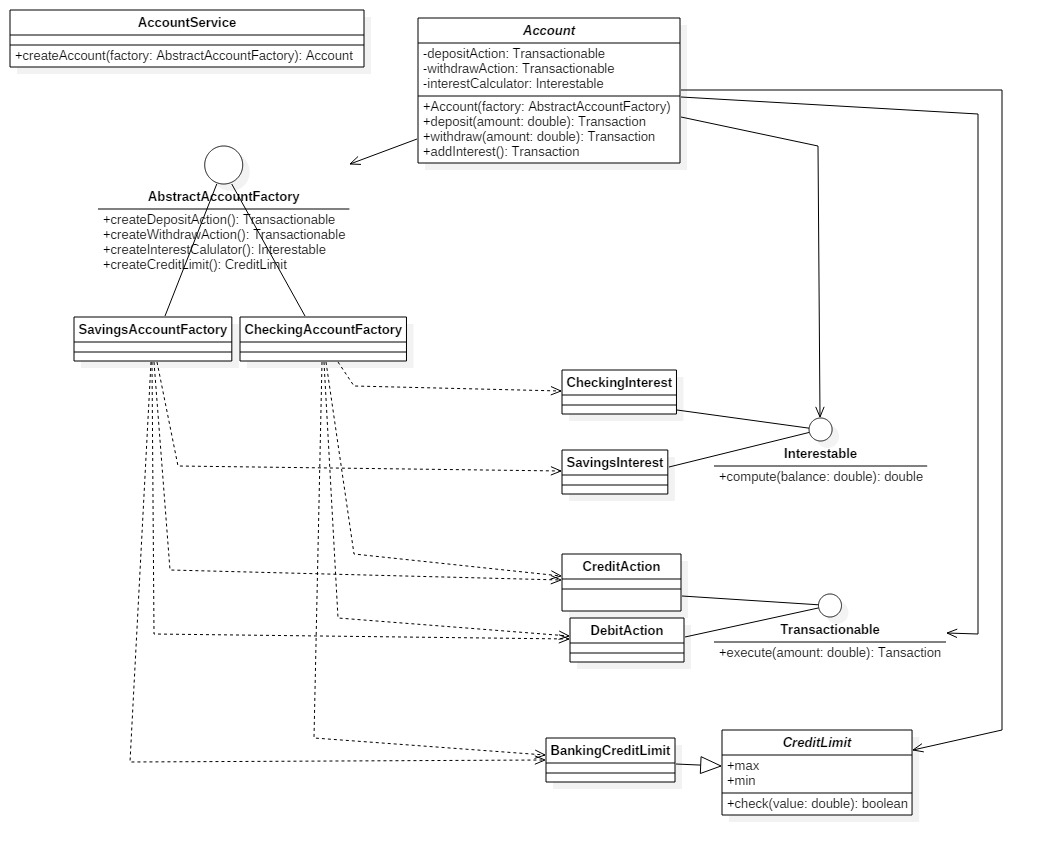 AccountService
+createAccount(factory: AbstractAccountFactory): Account
Account
-depositAction: Transactionable
-withdrawAction: Transactionable
-interestCalculator: Interestable
+Account(factory: AbstractAccountFactory)
+deposit(amount: double): Transaction
+withdraw(amount: double): Transaction
+addInterest(): Transaction
AbstractAccountFactory
+createDepositAction(): Transactionable
+createWithdrawAction(): Transactionable
+createInterestCalulator(): Interestable
+createCreditLimit(): CreditLimit
SavingsAccountFactory
CheckingAccountFactory
CheckingInterest
SavingsInterest
Interestable
+compute(balance: double): double
CreditAction
DebitAction
Transactionable
+execute(amount: double): Tansaction
BankingCreditLimit
CreditLimit
+max
+min
+check(value: double): boolean